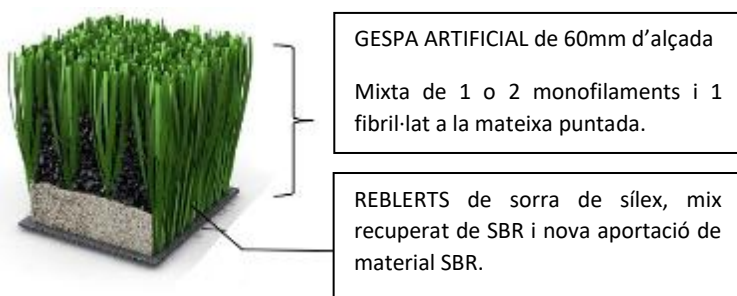 GESPA ARTIFICIAL de 60mm d’alçada
Mixta de 1 o 2 monofilaments i 1
fibril·lat a la mateixa puntada.
REBLERTS de sorra de sílex, mix
recuperat de SBR i nova aportació de
material SBR.